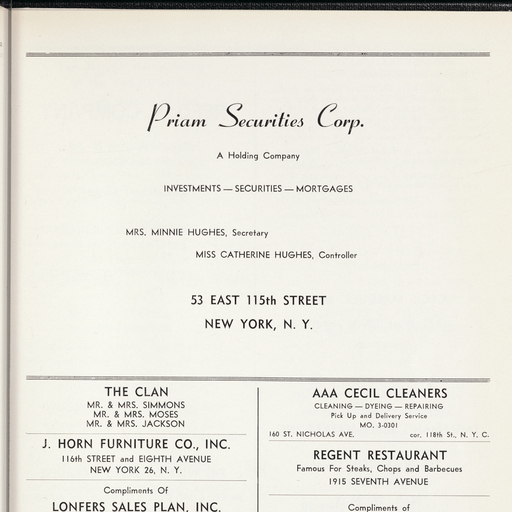 Priam Securities Corp.
A Holding Company
INVESTMENTS — SECURITIES — MORTGAGES
MRS. MINNIE HUGHES, Secretary
MISS CATHERINE HUGHES, Controller
53 EAST 115th STREET
NEW YORK, N. Y.
THE CLAN
MR. & MRS. SIMMONS
MR. & MRS. MOSES
MR. & MRS. JACKSON
J. HORN FURNITURE CO., INC.
116th STREET and EIGHTH AVENUE
NEW YORK 26, N. Y.
Compliments Of
LONFERS SALES PLAN, INC.
AAA CECIL CLEANERS
CLEANING — DYEING — REPAIRING
Pick Up and Delivery Service
MO. 3-0301
160 ST. NICHOLAS AVE. cor. 118th St., N. Y. C.
REGENT RESTAURANT
Famous For Steaks, Chops and Barbecues
1915 SEVENTH AVENUE
Compliments of